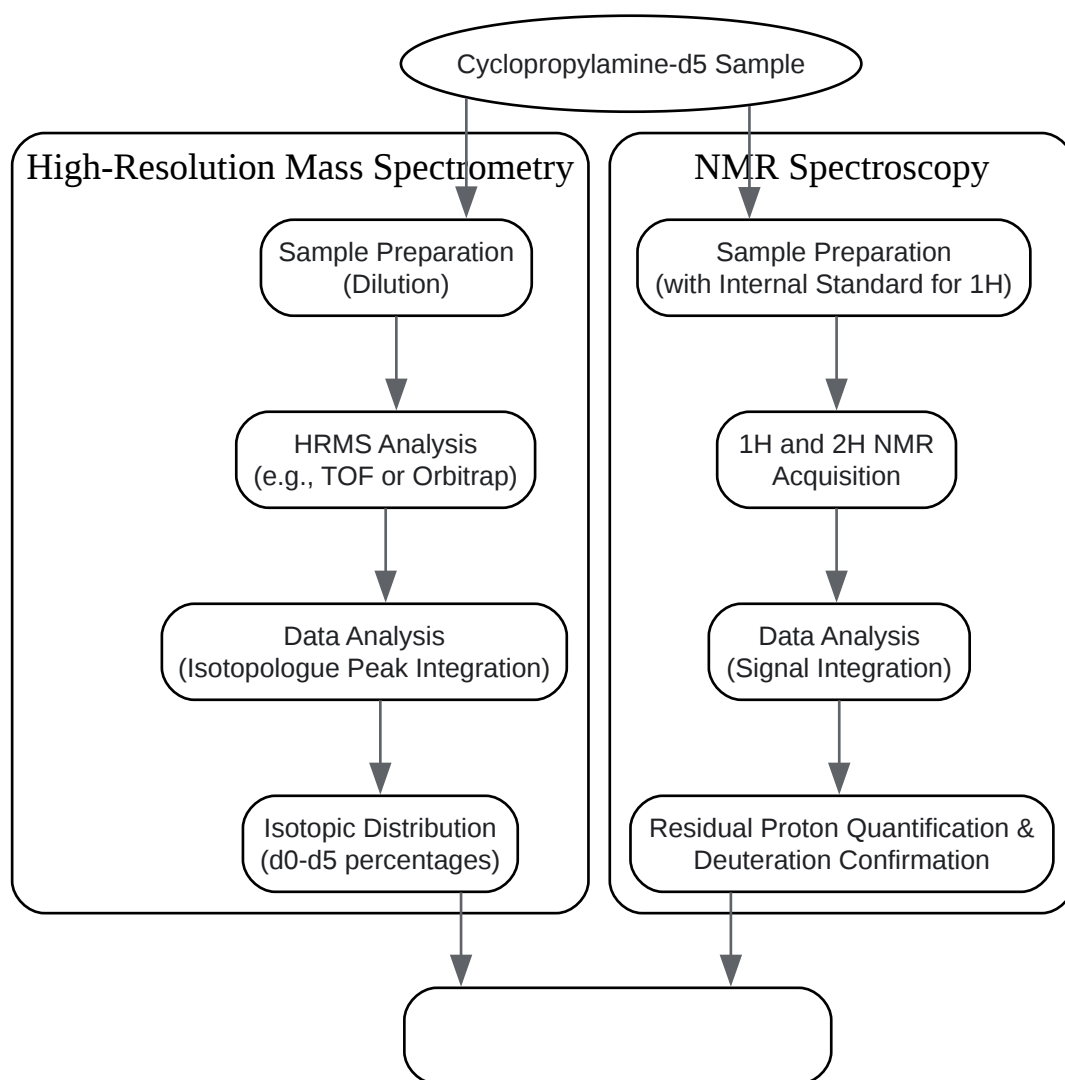 Cyclopropylamine-d5 Sample
High-Resolution Mass Spectrometry
Sample Preparation
(Dilution)
HRMS Analysis
(e.g., TOF or Orbitrap)
Data Analysis
(Isotopologue Peak Integration)
Isotopic Distribution
(d0-d5 percentages)
NMR Spectroscopy
Sample Preparation
(with Internal Standard for 1H)
1H and 2H NMR
Acquisition
Data Analysis
(Signal Integration)
Residual Proton Quantification &
Deuteration Confirmation